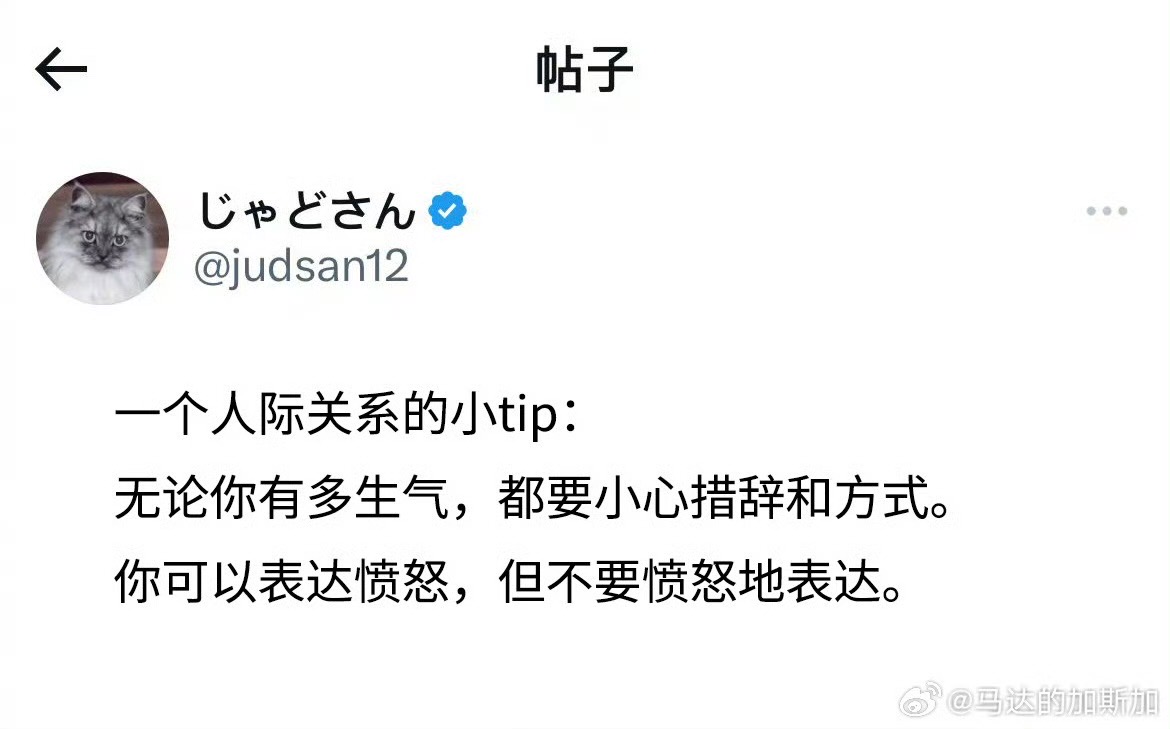 帖子
じゃどさん
@judsan12
一个人际关系的小tip：
无论你有多生气，都要小心措辞和方式。
你可以表达愤怒，但不要愤怒地表达。
@马达的加斯加